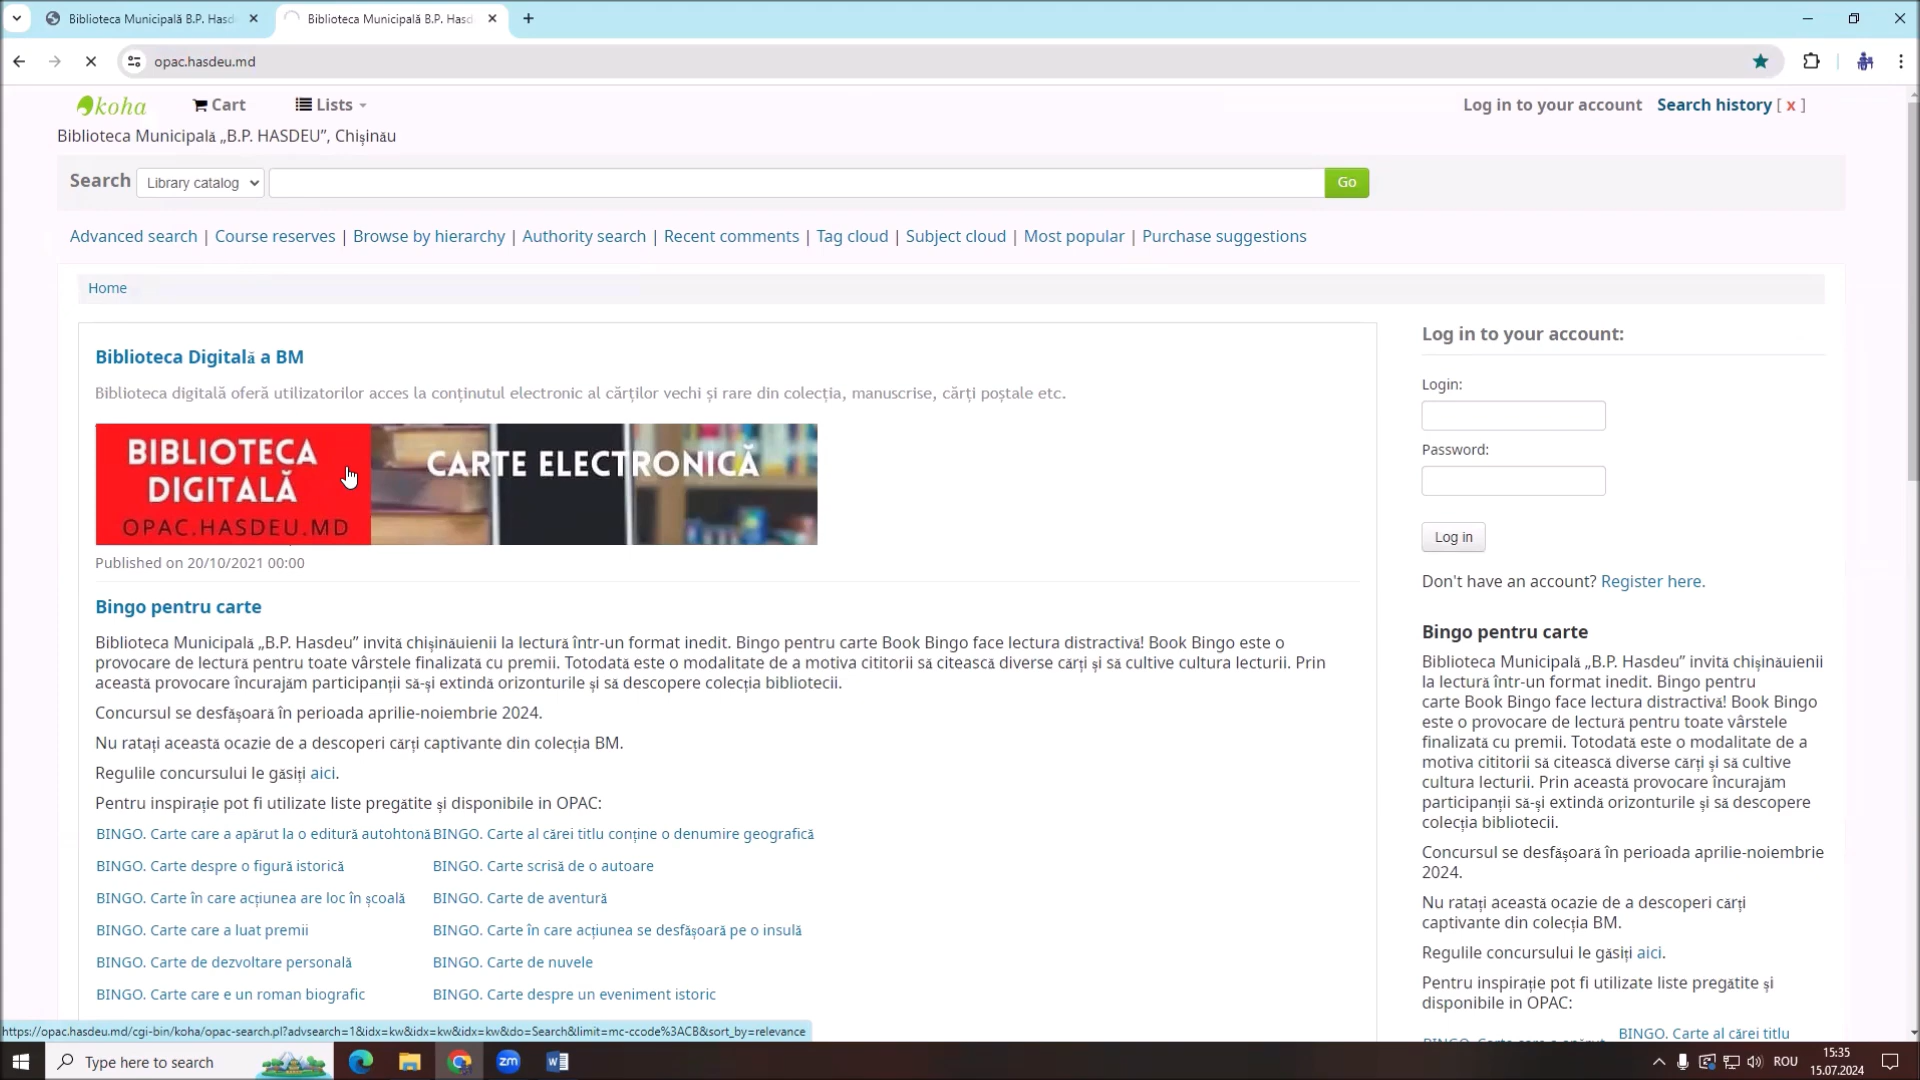 Biblioteca Municipală B.P. Hasd
Biblioteca Municipală B.P. Hasd
opac.hasdeu.md
koha
Cart
Lists
Log in to your account
Search history [ x ]
Biblioteca Municipală „B.P. HASDEU”, Chișinău
Search
Library catalog
Go
Advanced search | Course reserves | Browse by hierarchy | Authority search | Recent comments | Tag cloud | Subject cloud | Most popular | Purchase suggestions
Home
Biblioteca Digitală a BM
Biblioteca digitală oferă utilizatorilor acces la conținutul electronic al cărților vechi și rare din colecția, manuscrise, cărți poștale etc.
BIBLIOTECA
DIGITALĂ
OPAC.HASDEU.MD
CARTE ELECTRONICĂ
Published on 20/10/2021 00:00
Bingo pentru carte
Biblioteca Municipală „B.P. Hasdeu” invită chișinăuienii la lectură într-un format inedit. Bingo pentru carte Book Bingo face lectura distractivă! Book Bingo este o
provocare de lectură pentru toate vârstele finalizată cu premii. Totodată este o modalitate de a motiva cititorii să citească diverse cărți și să cultive cultura lecturii. Prin
această provocare încurajăm participanții să-și extindă orizonturile și să descopere colecția bibliotecii.
Concursul se desfășoară în perioada aprilie-noiembrie 2024.
Nu ratați această ocazie de a descoperi cărți captivante din colecția BM.
Regulile concursului le găsiți aici.
Pentru inspirație pot fi utilizate liste pregătite și disponibile in OPAC:
BINGO. Carte care a apărut la o editură autohtonă BINGO. Carte al cărei titlu conține o denumire geografică
BINGO. Carte despre o figură istorică BINGO. Carte scrisă de o autoare
BINGO. Carte în care acțiunea are loc în școală BINGO. Carte de aventură
BINGO. Carte care a luat premii BINGO. Carte în care acțiunea se desfășoară pe o insulă
BINGO. Carte de dezvoltare personală BINGO. Carte de nuvele
BINGO. Carte care e un roman biografic BINGO. Carte despre un eveniment istoric
Log in to your account:
Login:
Password:
Log in
Don't have an account? Register here.
Bingo pentru carte
Biblioteca Municipală „B.P. Hasdeu” invită chișinăuienii
la lectură într-un format inedit. Bingo pentru
carte Book Bingo face lectura distractivă! Book Bingo
este o provocare de lectură pentru toate vârstele
finalizată cu premii. Totodată este o modalitate de a
motiva cititorii să citească diverse cărți și să cultive
cultura lecturii. Prin această provocare încurajăm
participanții să-și extindă orizonturile și să descopere
colecția bibliotecii.
Concursul se desfășoară în perioada aprilie-noiembrie
2024.
Nu ratați această ocazie de a descoperi cărți
captivante din colecția BM.
Regulile concursului le găsiți aici.
Pentru inspirație pot fi utilizate liste pregătite și
disponibile in OPAC:
BINGO. Carte al cărei titlu
https://opac.hasdeu.md/cgi-bin/koha/opac-search.pl?advsearch=1&idx=kw&idx=kw&idx=kw&do=Search&limit=mc-ccode%3ACB&sort_by=relevance
Type here to search
zm
ROU
15:35
15.07.2024